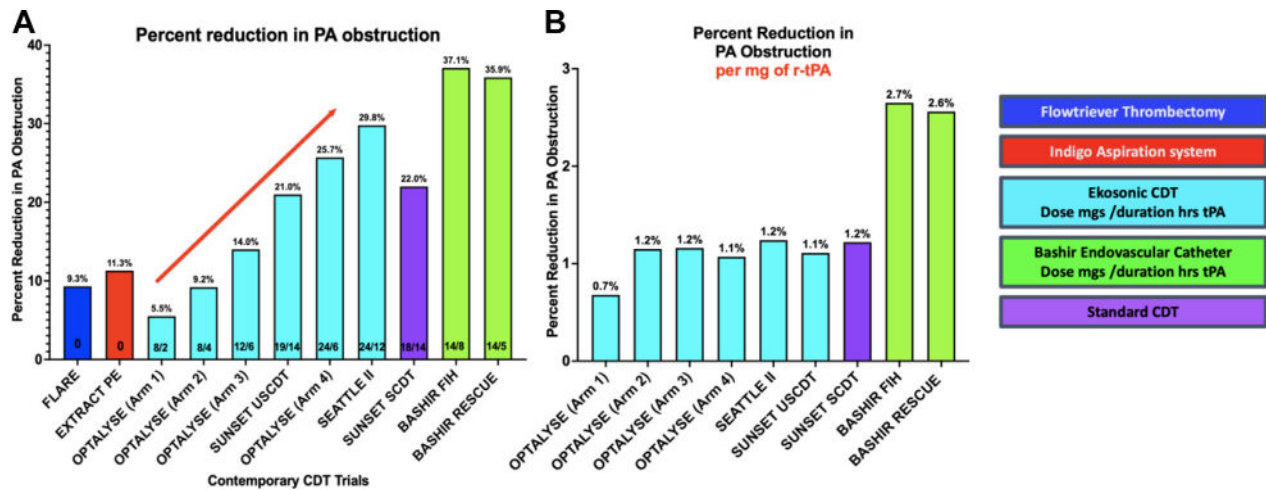 A
Percent reduction in PA obstruction
Percent Reduction in PA Obstruction
40
30
20
10
0
9.3%
11.3%
5.5%
9.2%
14.0%
21.0%
25.7%
29.8%
22.0%
37.1%
35.9%
0
0
8/2
8/4
12/6
19/14
24/6
24/12
18/14
14/8
14/5
FLARE
EXTRACT PE
OPTALYSE (Arm 1)
OPTALYSE (Arm 2)
OPTALYSE (Arm 3)
SUNSET USCDT
OPTALYSE (Arm 4)
SEATTLE II
SUNSET SCDT
BASHIR FIH
BASHIR RESCUE
Contemporary CDT Trials
B
Percent Reduction in
PA Obstruction
per mg of r-tPA
Percent Reduction in PA Obstruction
3
2
1
0
0.7%
1.2%
1.2%
1.1%
1.2%
1.1%
1.2%
2.7%
2.6%
OPTALYSE (Arm 1)
OPTALYSE (Arm 2)
OPTALYSE (Arm 3)
OPTALYSE (Arm 4)
SEATTLE II
SUNSET USCDT
SUNSET SCDT
BASHIR FIH
BASHIR RESCUE
Flowtriever Thrombectomy
Indigo Aspiration system
Ekosonic CDT
Dose mgs /duration hrs tPA
Bashir Endovascular Catheter
Dose mgs /duration hrs tPA
Standard CDT